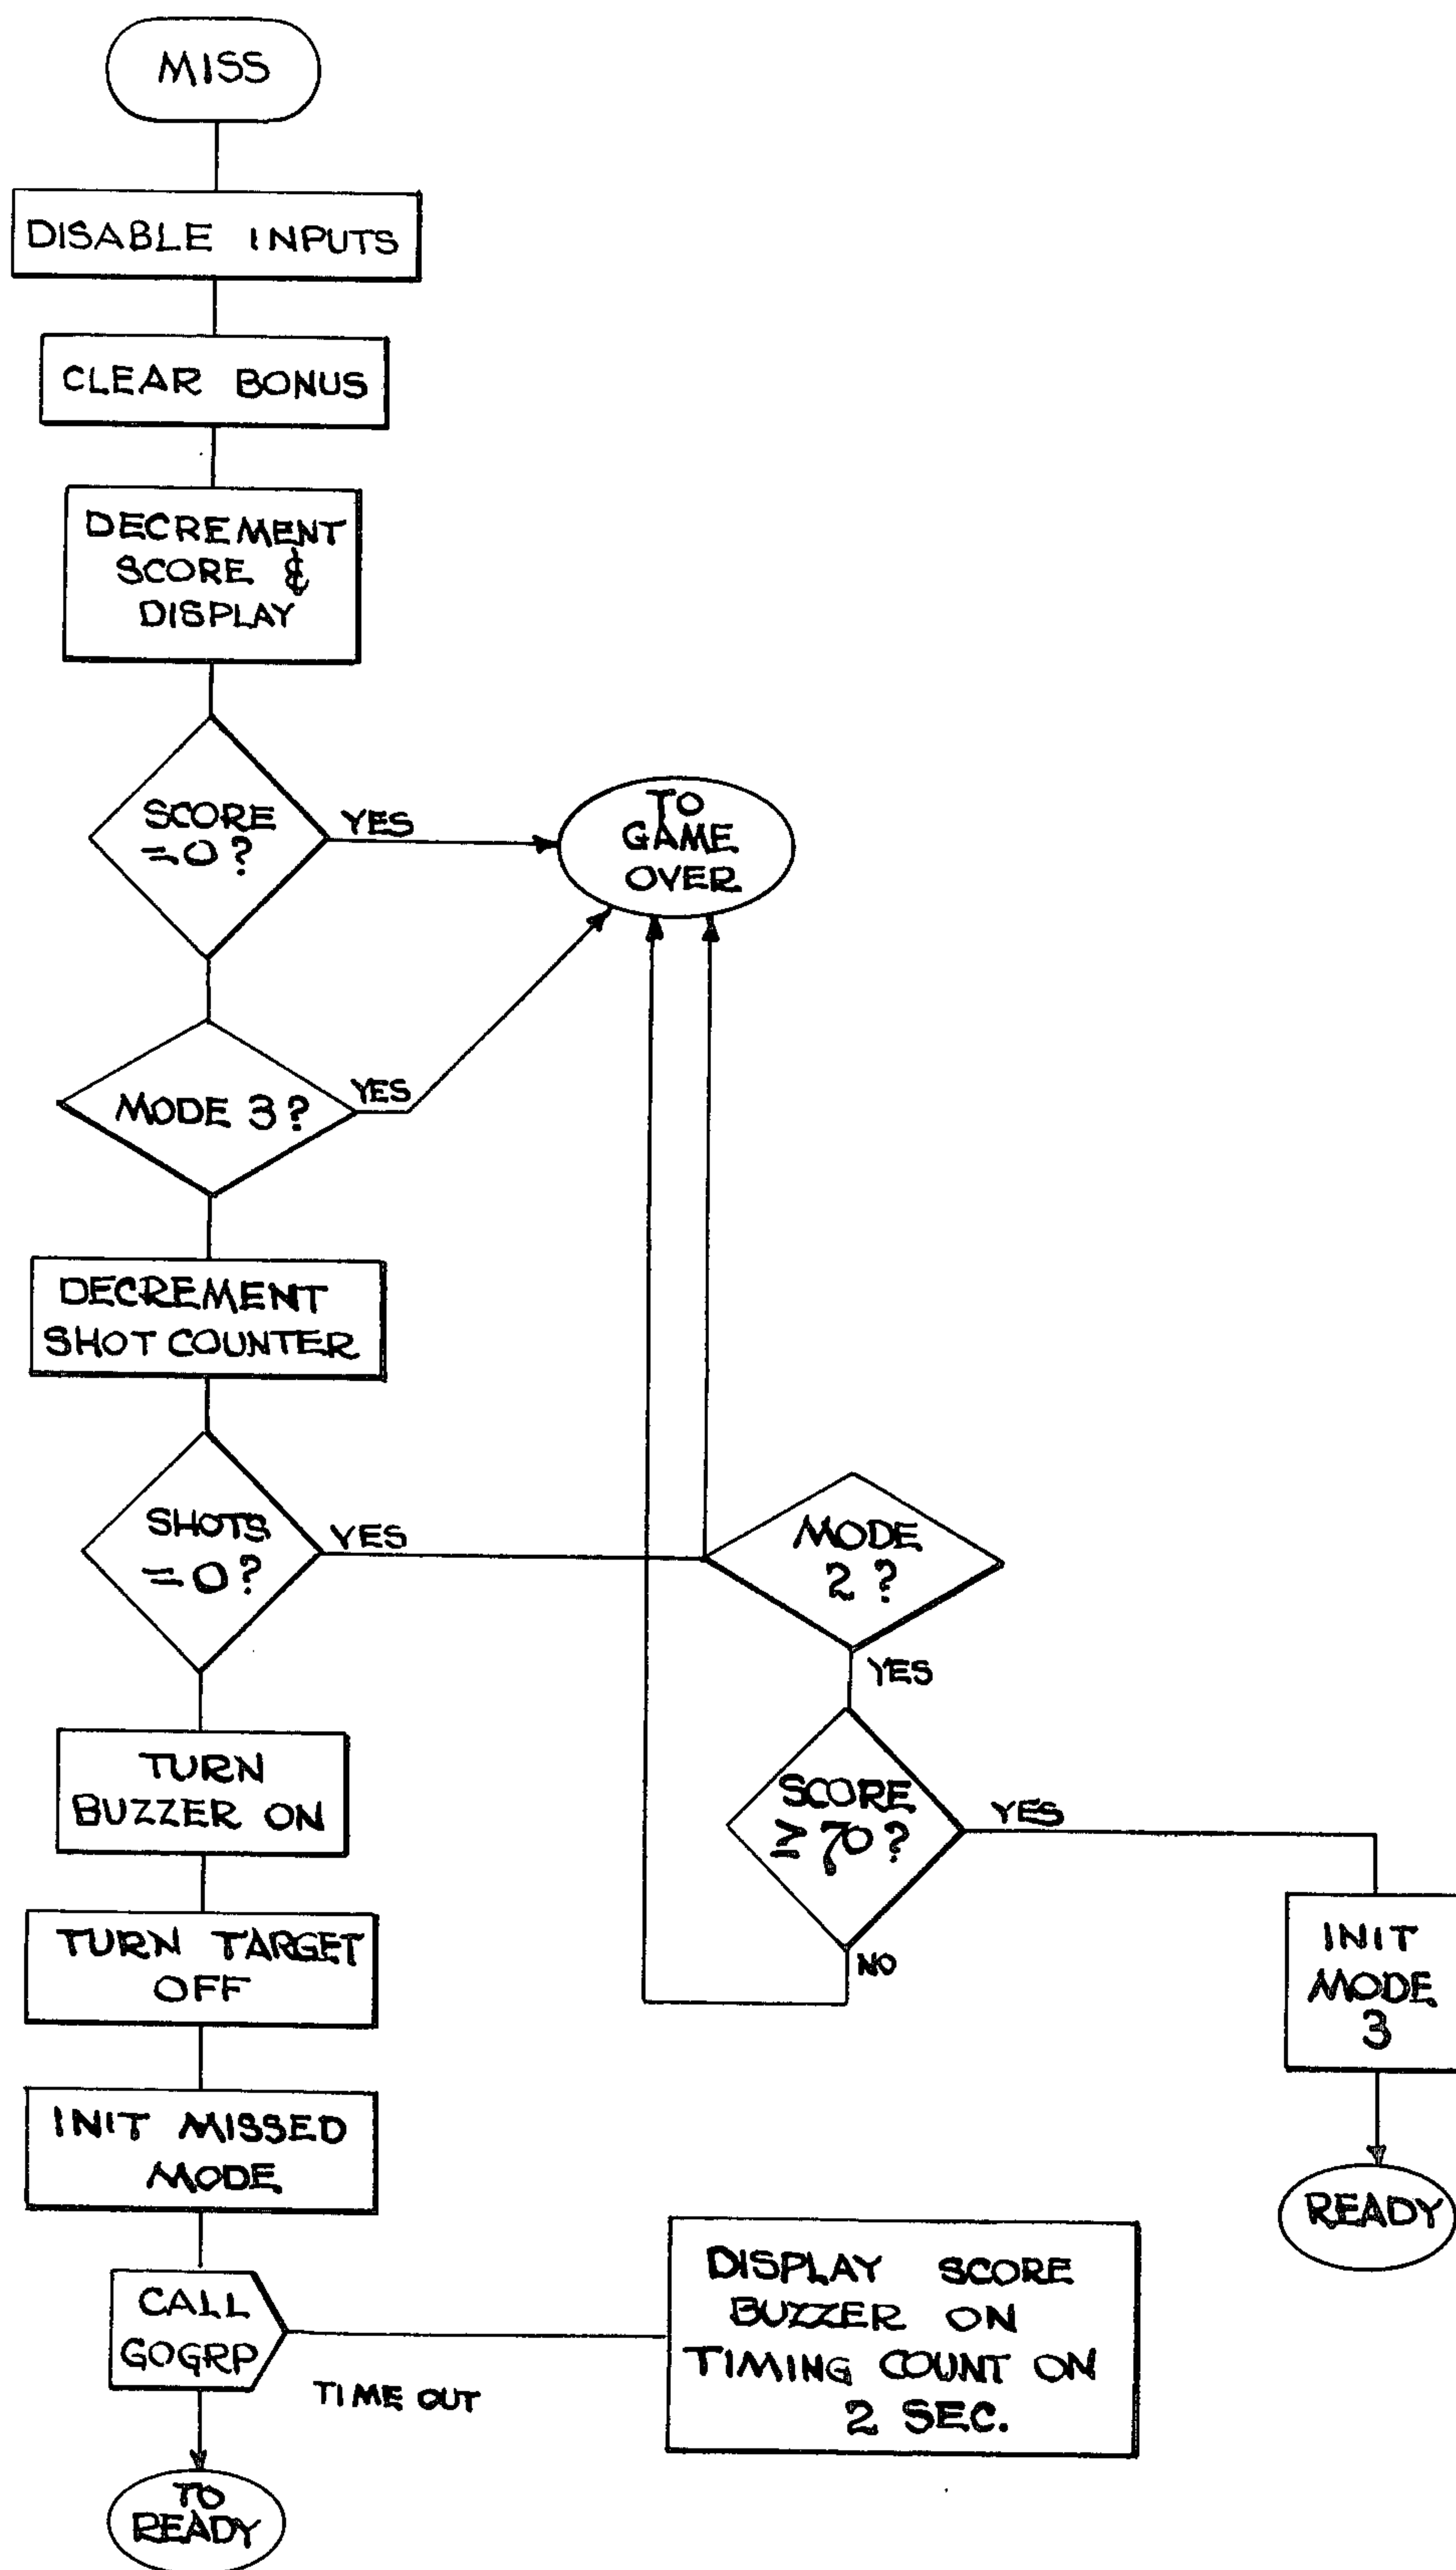 MISS
DISABLE INPUTS
CLEAR BONUS
DECREMENT
SCORE &
DISPLAY
SCORE
=0?
YES
TO
GAME
OVER
MODE 3?
YES
DECREMENT
SHOT COUNTER
SHOTS
=0?
YES
MODE
2?
YES
SCORE
≥70?
YES
NO
INIT
MODE
3
READY
TURN
BUZZER ON
TURN TARGET
OFF
INIT MISSED
MODE
CALL
GOGRP
TIME OUT
DISPLAY SCORE
BUZZER ON
TIMING COUNT ON
2 SEC.
TO
READY